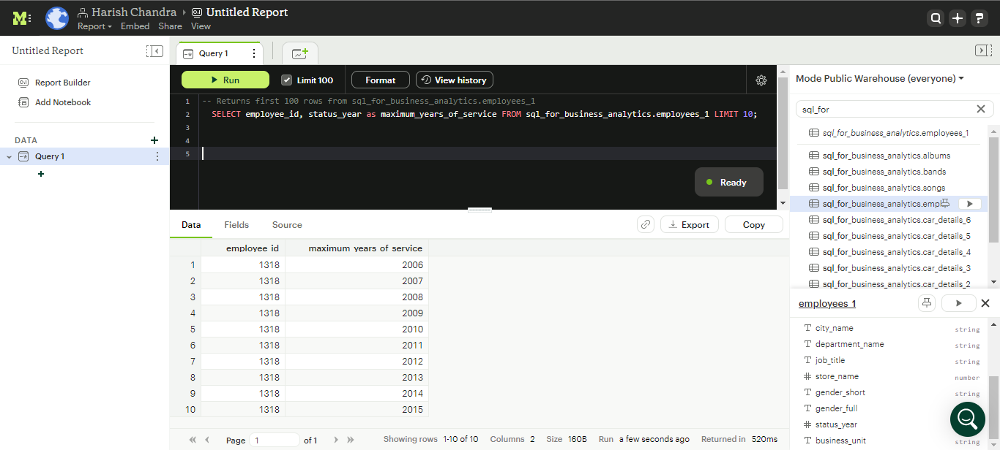 M:
Harish Chandra › Untitled Report
Report Embed Share View
Untitled Report
Report Builder
Add Notebook
DATA
Query 1
Query 1
Run Limit 100 Format View history
1 -- Returns first 100 rows from sql_for_business_analytics.employees_1
2 SELECT employee_id, status_year as maximum_years_of_service FROM sql_for_business_analytics.employees_1 LIMIT 10;
3
4
5
Ready
Data Fields Source Export Copy
employee id maximum years of service
1 1318 2006
2 1318 2007
3 1318 2008
4 1318 2009
5 1318 2010
6 1318 2011
7 1318 2012
8 1318 2013
9 1318 2014
10 1318 2015
Page 1 of 1 Showing rows 1-10 of 10 Columns 2 Size 160B Run a few seconds ago Returned in 520ms
Mode Public Warehouse (everyone)
sql_for
sql_for_business_analytics.employees_1
sql_for_business_analytics.albums
sql_for_business_analytics.bands
sql_for_business_analytics.songs
sql_for_business_analytics.empl
sql_for_business_analytics.car_details_6
sql_for_business_analytics.car_details_5
sql_for_business_analytics.car_details_4
sql_for_business_analytics.car_details_3
sql_for_business_analytics.car_details_2
employees_1
city_name string
department_name string
job_title string
store_name number
gender_short string
gender_full
status_year
business_unit string